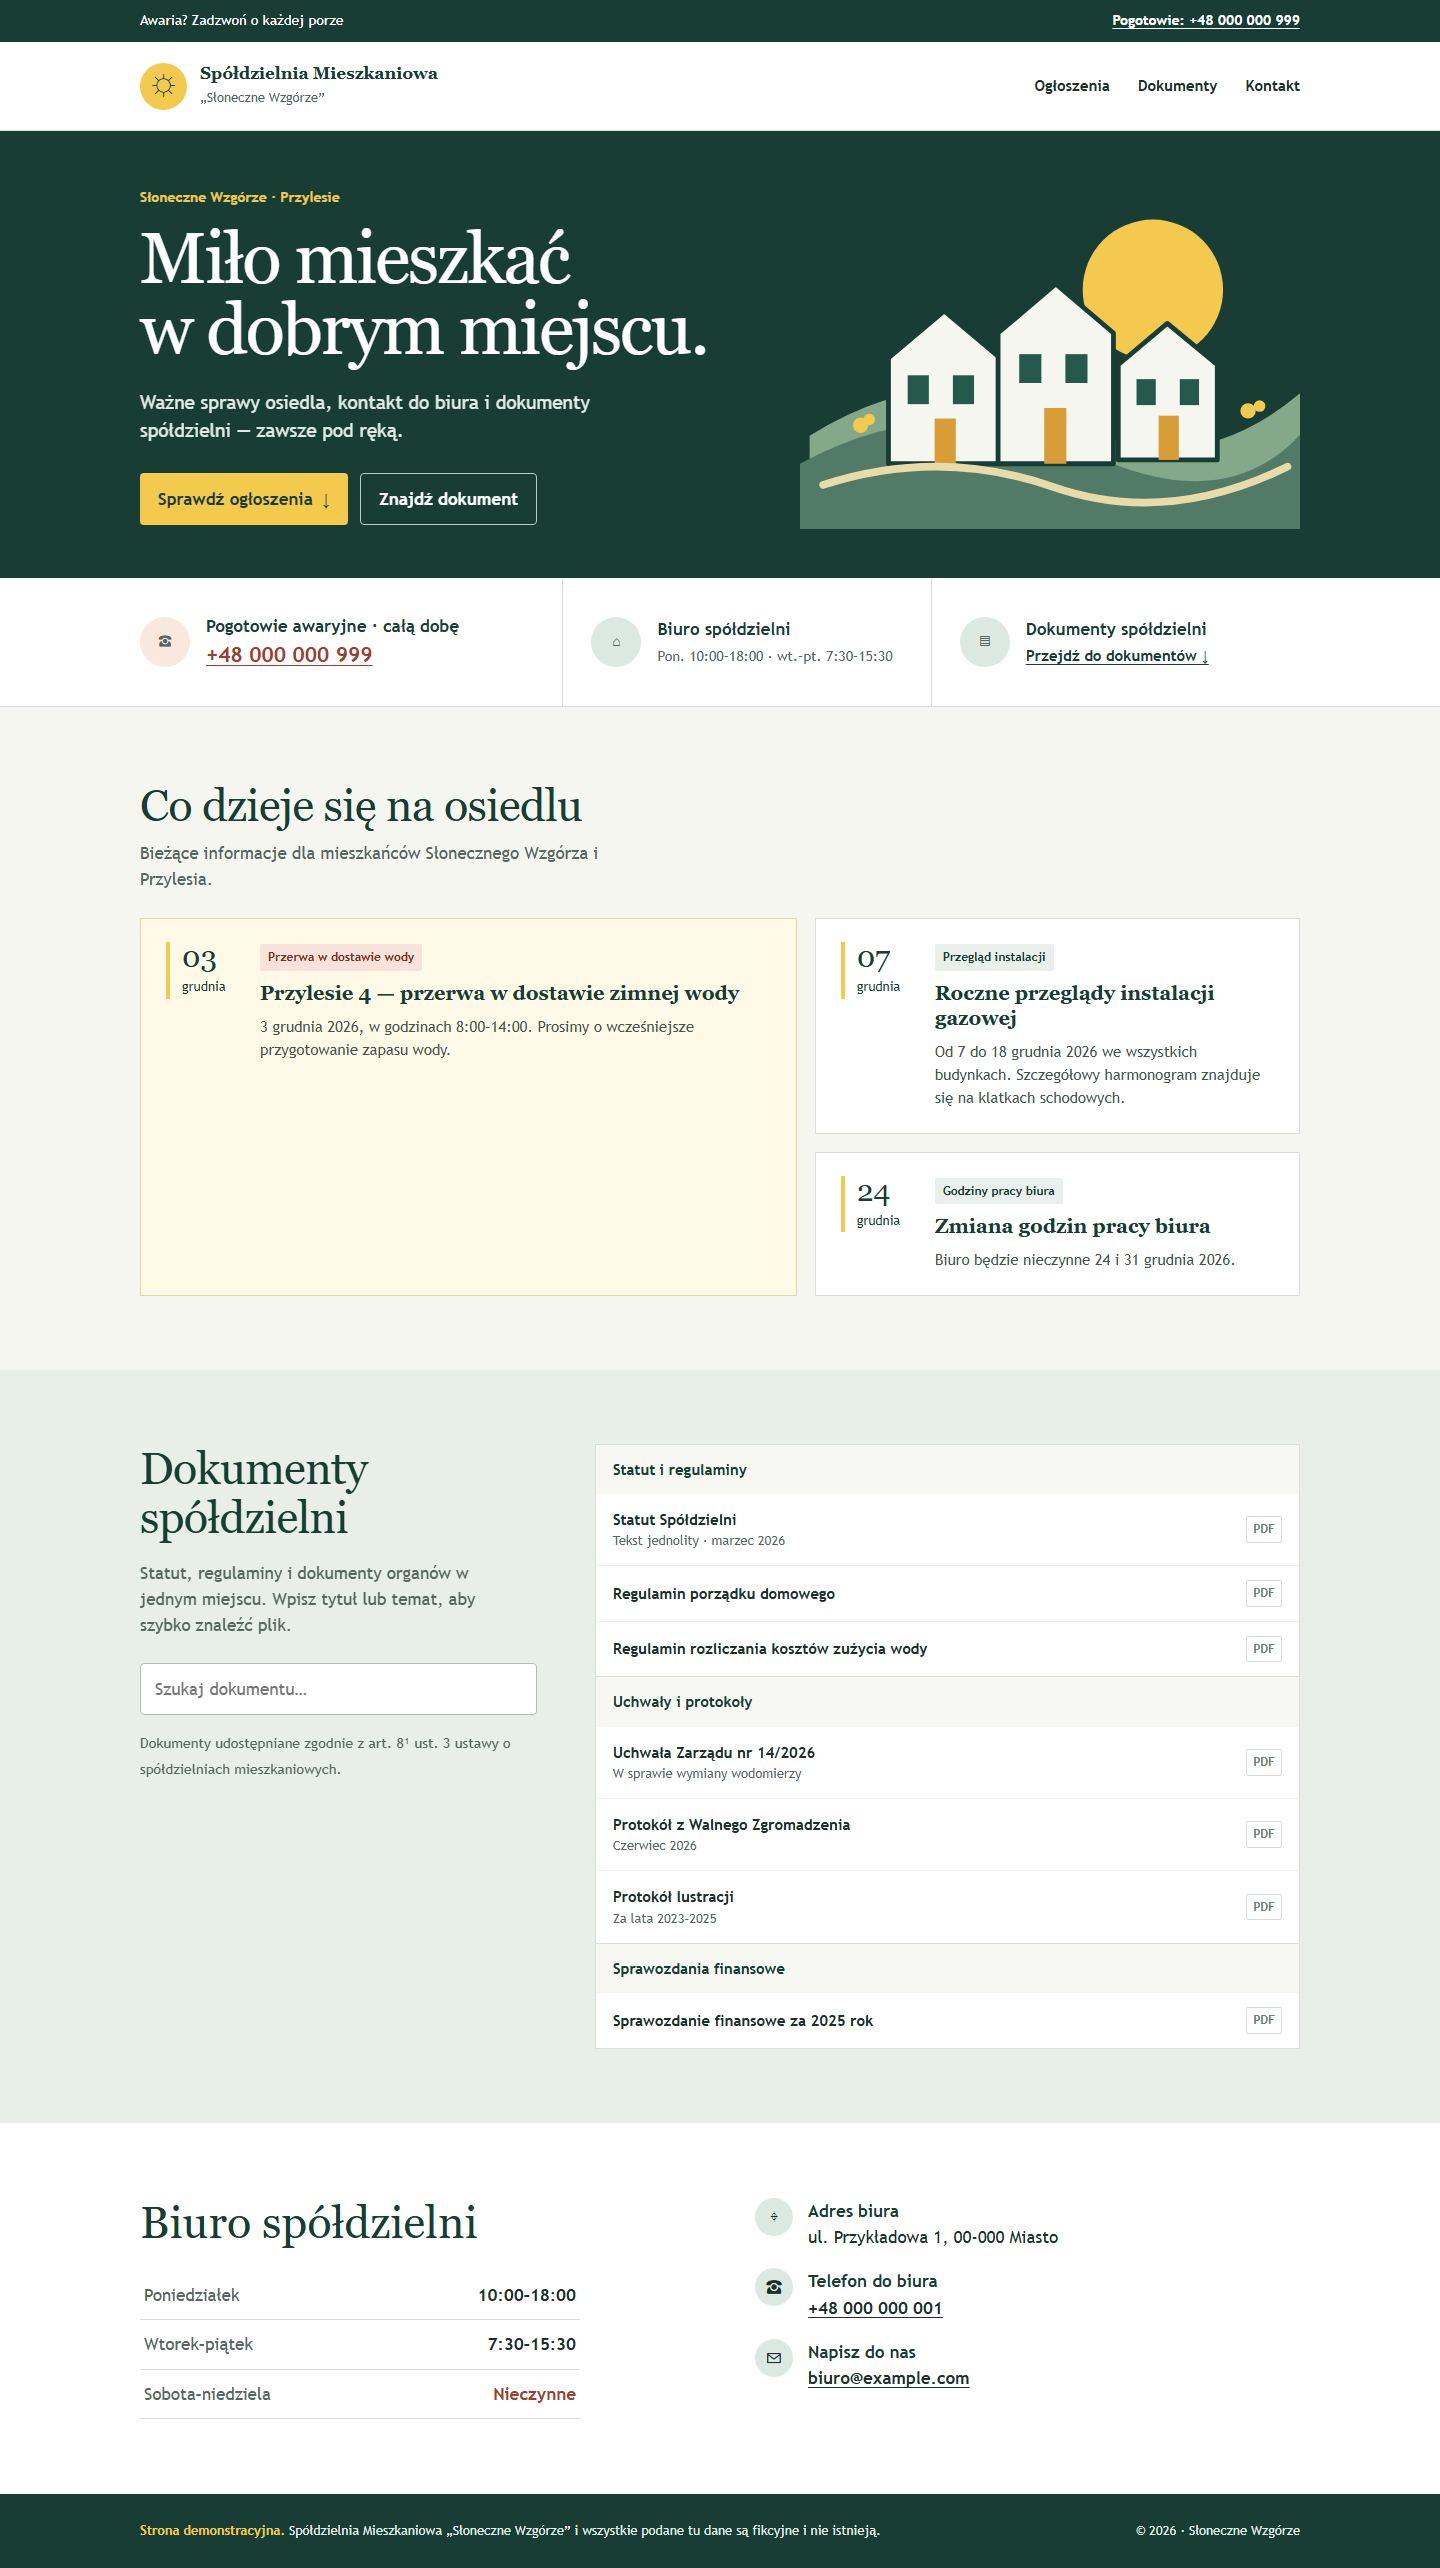 Awaria? Zadzwoń o każdej porze
Pogotowie: +48 000 000 999
Spółdzielnia Mieszkaniowa
„Słoneczne Wzgórze”
Ogłoszenia
Dokumenty
Kontakt
Słoneczne Wzgórze · Przylesie
Miło mieszkać
w dobrym miejscu.
Ważne sprawy osiedla, kontakt do biura i dokumenty
spółdzielni — zawsze pod ręką.
Sprawdź ogłoszenia ↓
Znajdź dokument
Pogotowie awaryjne · całą dobę
+48 000 000 999
Biuro spółdzielni
Pon. 10:00–18:00 · wt.–pt. 7:30–15:30
Dokumenty spółdzielni
Przejdź do dokumentów ↓
Co dzieje się na osiedlu
Bieżące informacje dla mieszkańców Słonecznego Wzgórza i
Przylesia.
03
grudnia
Przerwa w dostawie wody
Przylesie 4 — przerwa w dostawie zimnej wody
3 grudnia 2026, w godzinach 8:00–14:00. Prosimy o wcześniejsze
przygotowanie zapasu wody.
07
grudnia
Przegląd instalacji
Roczne przeglądy instalacji
gazowej
Od 7 do 18 grudnia 2026 we wszystkich
budynkach. Szczegółowy harmonogram znajduje
się na klatkach schodowych.
24
grudnia
Godziny pracy biura
Zmiana godzin pracy biura
Biuro będzie nieczynne 24 i 31 grudnia 2026.
Dokumenty
spółdzielni
Statut, regulaminy i dokumenty organów w
jednym miejscu. Wpisz tytuł lub temat, aby
szybko znaleźć plik.
Szukaj dokumentu…
Dokumenty udostępniane zgodnie z art. 8¹ ust. 3 ustawy o
spółdzielniach mieszkaniowych.
Statut i regulaminy
Statut Spółdzielni
Tekst jednolity · marzec 2026
PDF
Regulamin porządku domowego
PDF
Regulamin rozliczania kosztów zużycia wody
PDF
Uchwały i protokoły
Uchwała Zarządu nr 14/2026
W sprawie wymiany wodomierzy
PDF
Protokół z Walnego Zgromadzenia
Czerwiec 2026
PDF
Protokół lustracji
Za lata 2023–2025
PDF
Sprawozdania finansowe
Sprawozdanie finansowe za 2025 rok
PDF
Biuro spółdzielni
Poniedziałek
10:00–18:00
Wtorek–piątek
7:30–15:30
Sobota–niedziela
Nieczynne
Adres biura
ul. Przykładowa 1, 00-000 Miasto
Telefon do biura
+48 000 000 001
Napisz do nas
biuro@example.com
Strona demonstracyjna. Spółdzielnia Mieszkaniowa „Słoneczne Wzgórze” i wszystkie podane tu dane są fikcyjne i nie istnieją.
© 2026 · Słoneczne Wzgórze